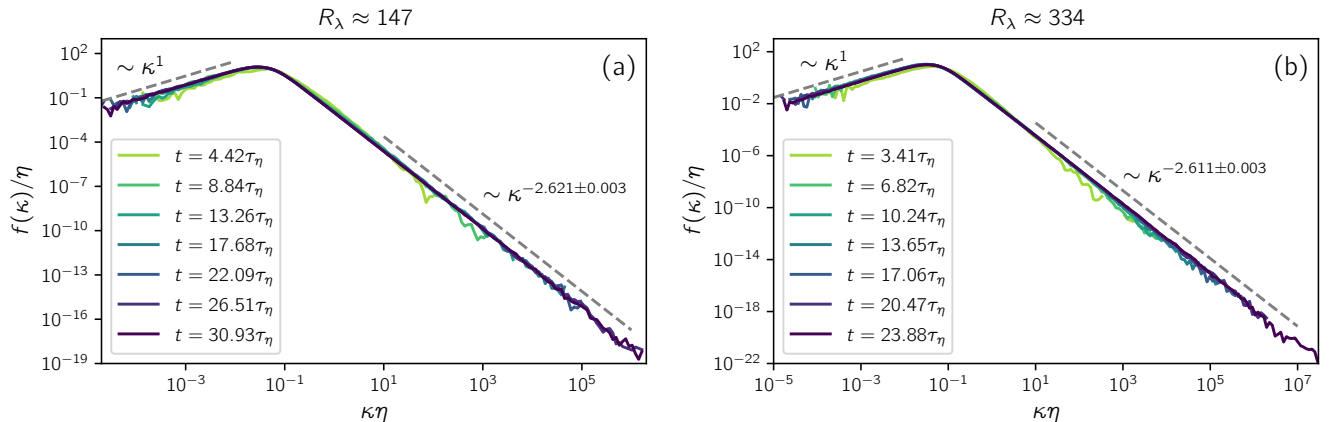 R_λ ≈ 147
(a)
∼ κ^1
∼ κ^{−2.621±0.003}
10^2
10^{−1}
10^{−4}
10^{−7}
10^{−10}
10^{−13}
10^{−16}
10^{−19}
f(κ)/η
t = 4.42τ_η
t = 8.84τ_η
t = 13.26τ_η
t = 17.68τ_η
t = 22.09τ_η
t = 26.51τ_η
t = 30.93τ_η
10^{−3} 10^{−1} 10^1 10^3 10^5
κη
R_λ ≈ 334
(b)
∼ κ^1
∼ κ^{−2.611±0.003}
10^2
10^{−2}
10^{−6}
10^{−10}
10^{−14}
10^{−18}
10^{−22}
f(κ)/η
t = 3.41τ_η
t = 6.82τ_η
t = 10.24τ_η
t = 13.65τ_η
t = 17.06τ_η
t = 20.47τ_η
t = 23.88τ_η
10^{−5} 10^{−3} 10^{−1} 10^1 10^3 10^5 10^7
κη